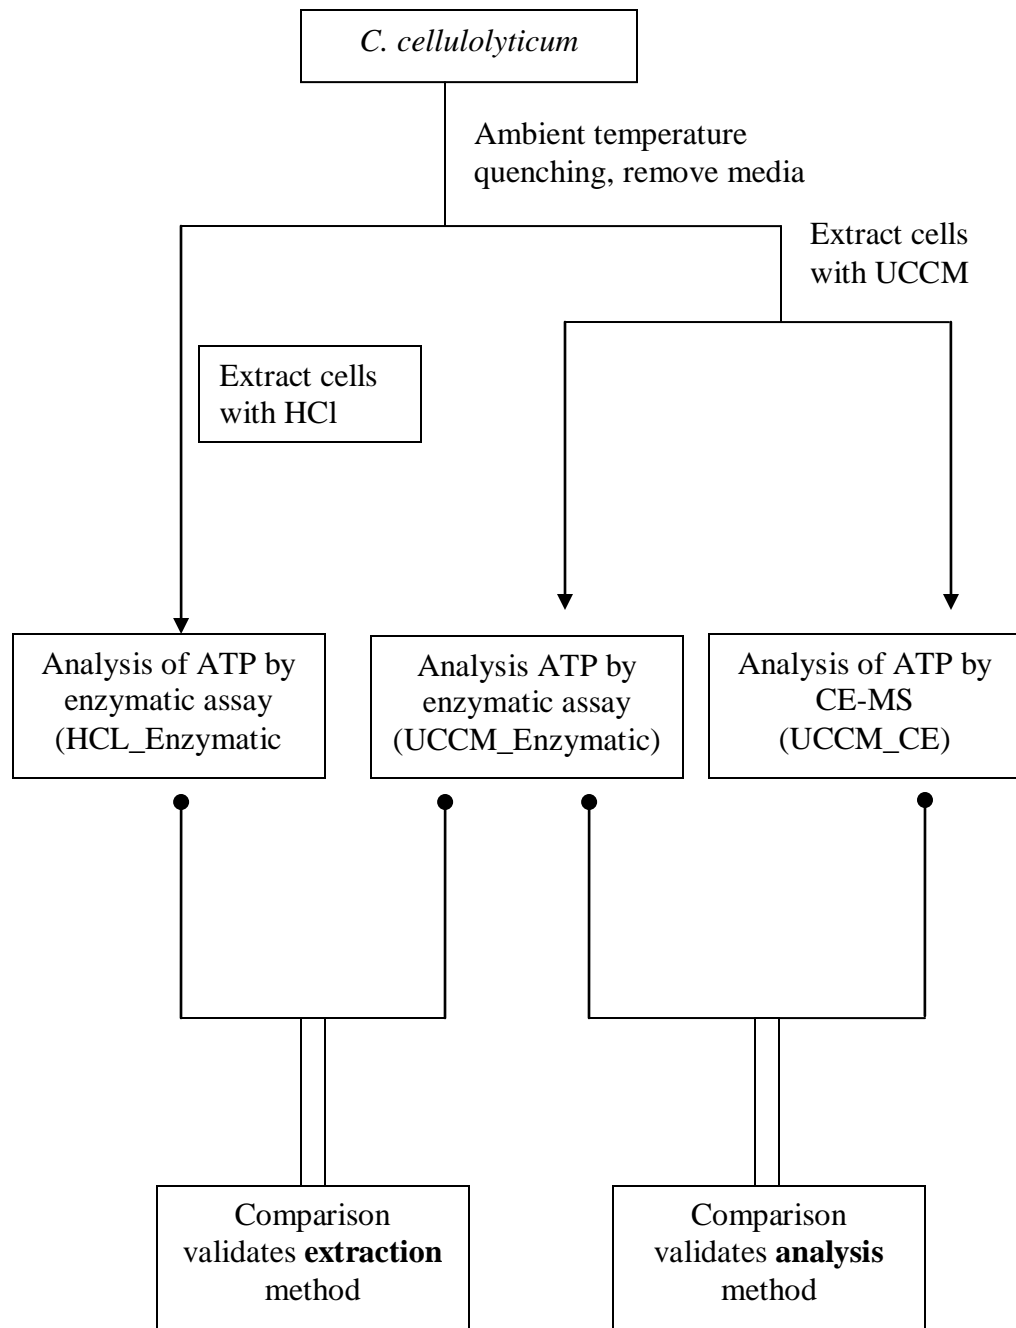 C. cellulolyticum
Ambient temperature
quenching, remove media
Extract cells
with UCCM
Extract cells
with HCl
Analysis of ATP by
enzymatic assay
(HCL_Enzymatic
Analysis ATP by
enzymatic assay
(UCCM_Enzymatic)
Analysis of ATP by
CE-MS
(UCCM_CE)
Comparison
validates extraction
method
Comparison
validates analysis
method